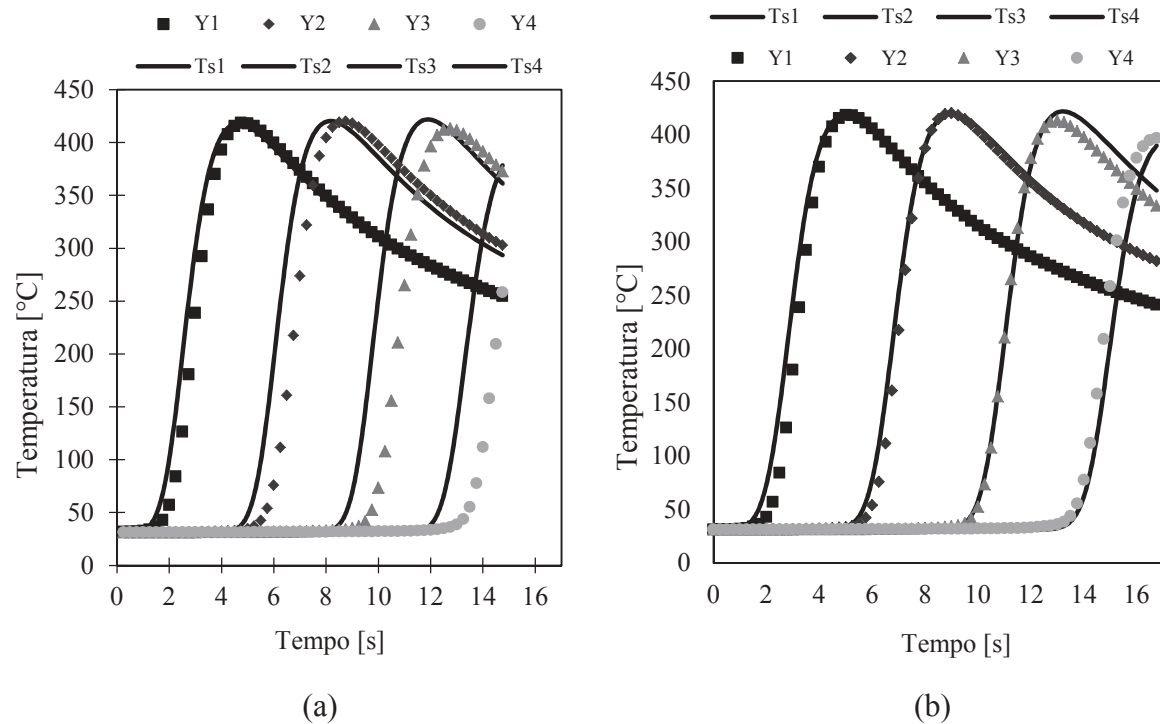 Y1 Y2 Y3 Y4
Ts1 Ts2 Ts3 Ts4
450
400
350
300
250
200
150
100
50
0
Temperatura [°C]
0 2 4 6 8 10 12 14 16
Tempo [s]
(a)
Ts1 Ts2 Ts3 Ts4
Y1 Y2 Y3 Y4
450
400
350
300
250
200
150
100
50
0
Temperatura [°C]
0 2 4 6 8 10 12 14 16
Tempo [s]
(b)